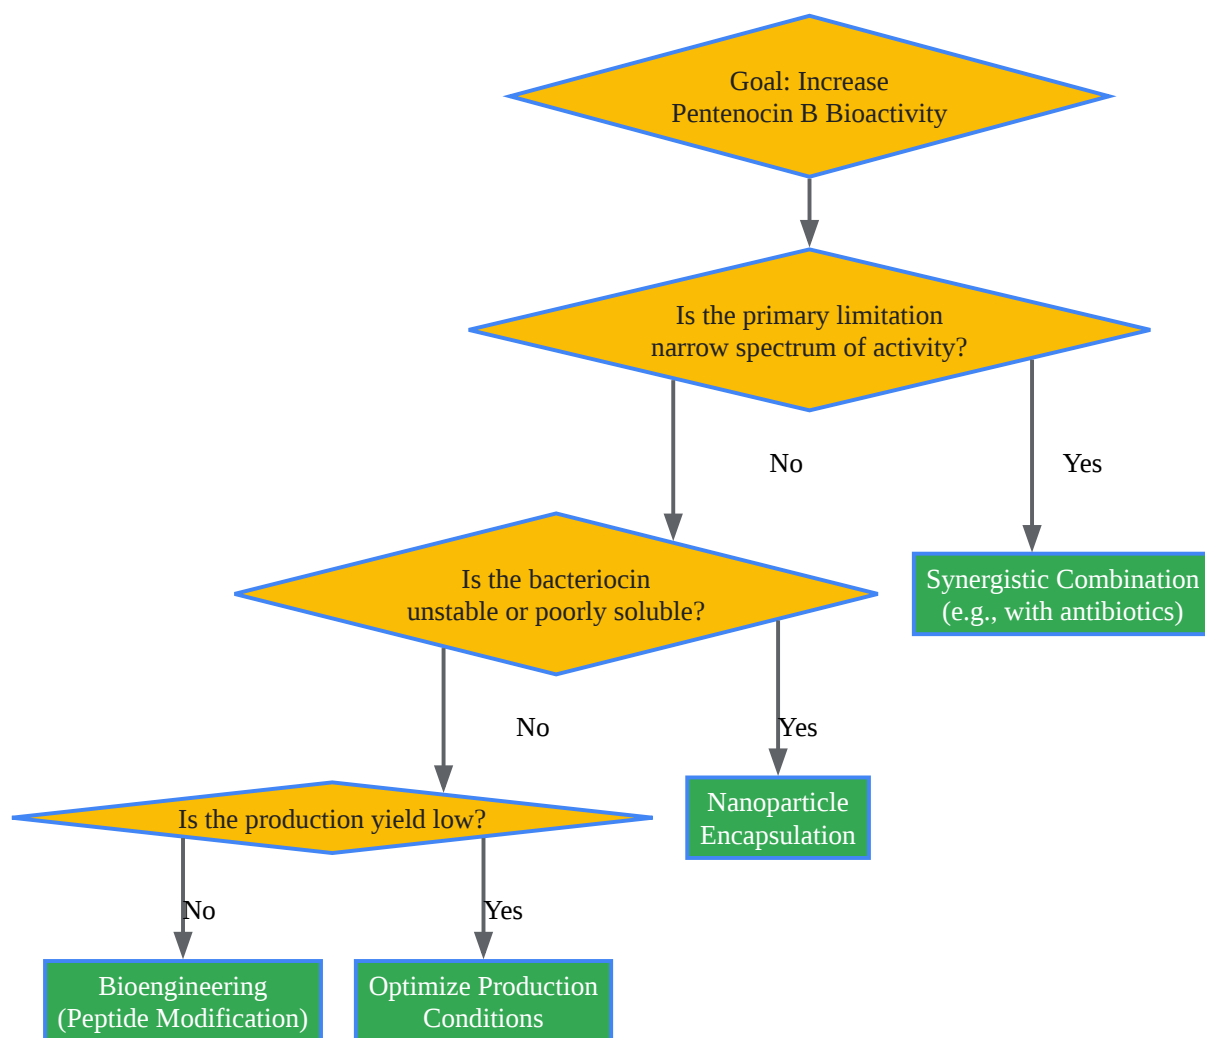 Goal: Increase
Pentenocin B Bioactivity
Is the primary limitation
narrow spectrum of activity?
No
Yes
Is the bacteriocin
unstable or poorly soluble?
Synergistic Combination
(e.g., with antibiotics)
No
Yes
Is the production yield low?
Nanoparticle
Encapsulation
No
Yes
Bioengineering
(Peptide Modification)
Optimize Production
Conditions